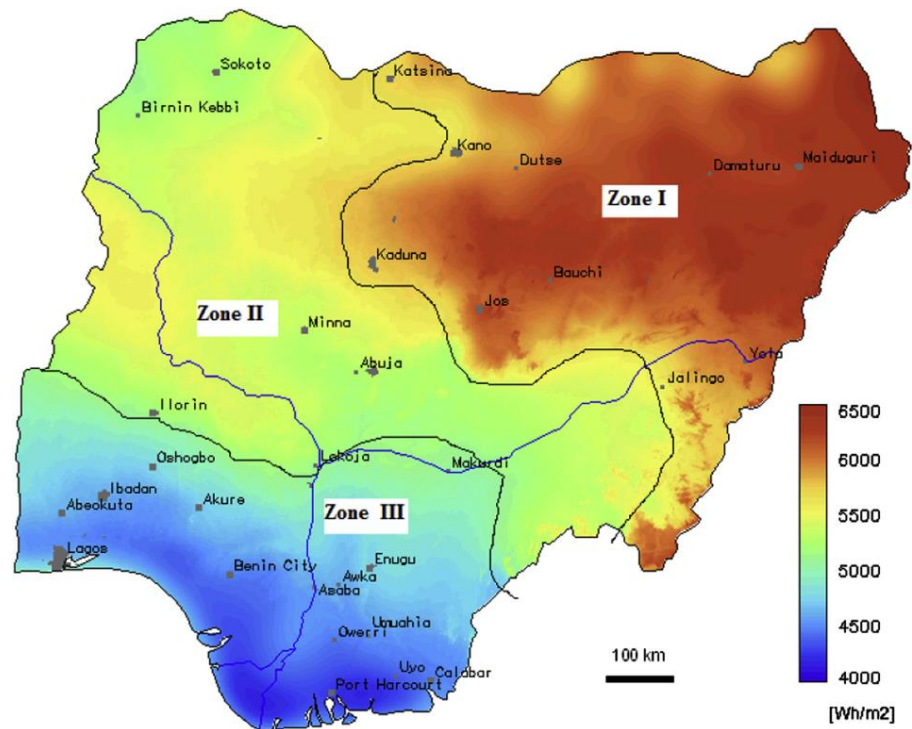 Sokoto
Katsina
Birnin Kebbi
Kano
Dutse
Damaturu
Maiduguri
Zone I
Kaduna
Bauchi
Jos
Zone II
Minna
Abuja
Yola
Jalingo
Ilorin
Oshogbo
Lokoja
Makurdi
Ibadan
Abeokuta
Akure
Zone III
Lagos
Benin City
Enugu
Awka
Asaba
Umuahia
Owerri
Uyo
Calabar
Port Harcourt
100 km
6500
6000
5500
5000
4500
4000
[Wh/m2]